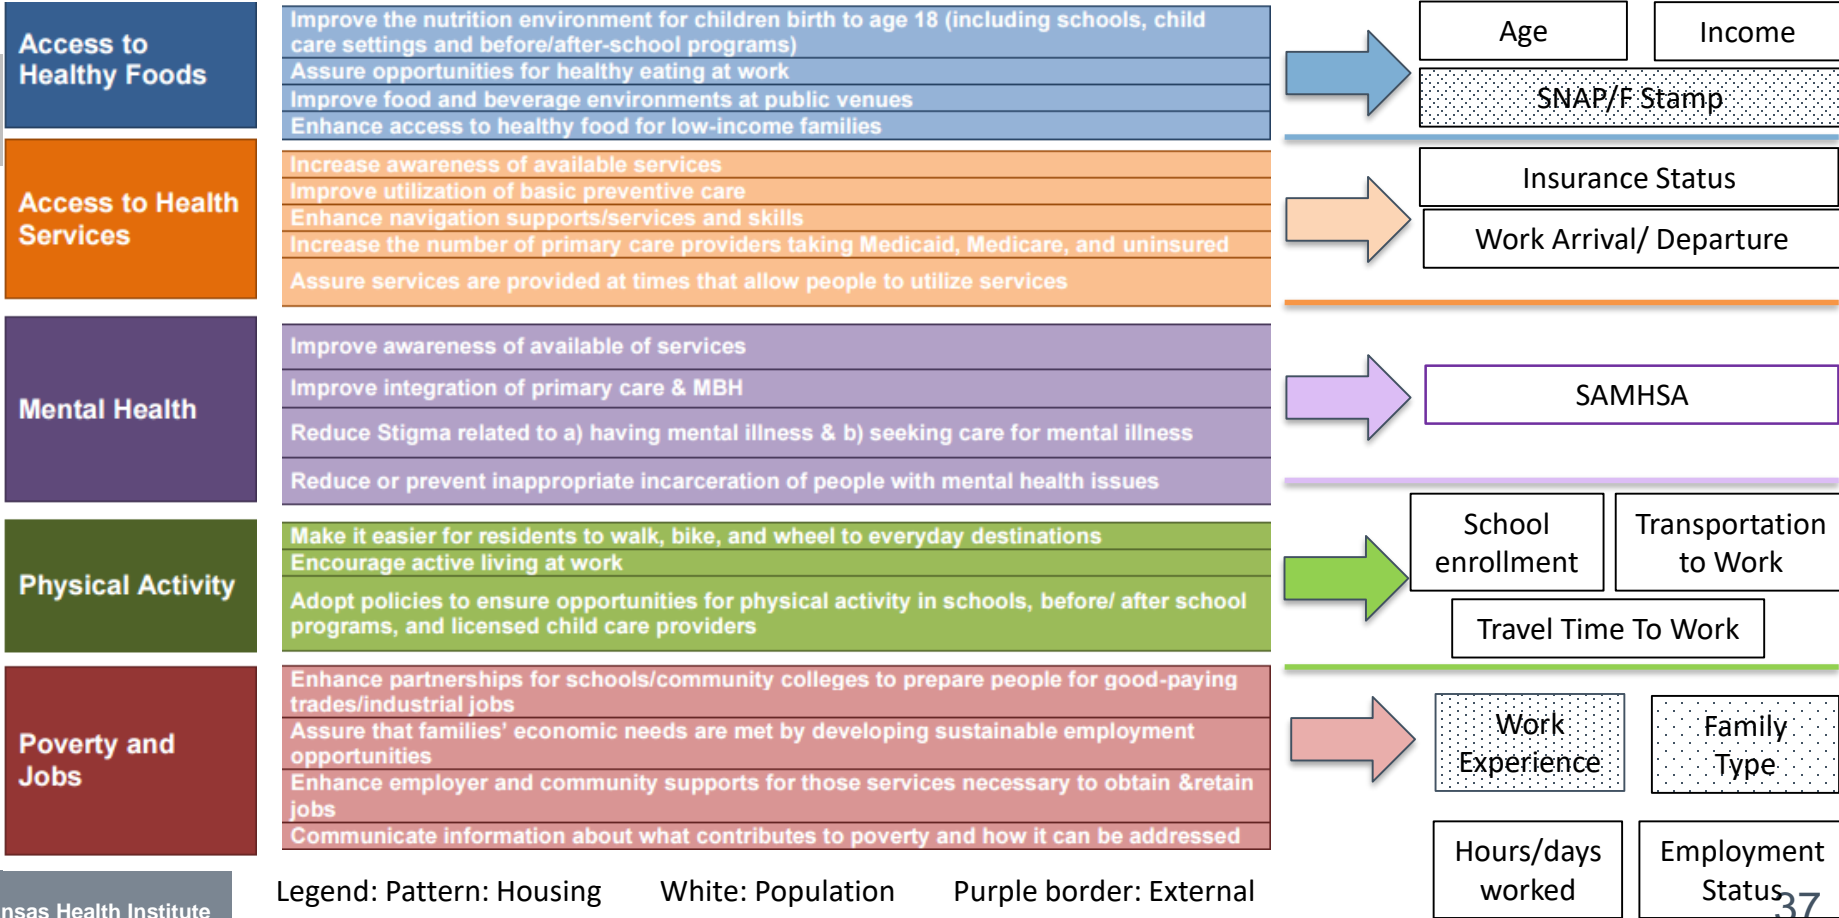 Access to
Healthy Foods
Improve the nutrition environment for children birth to age 18 (including schools, child
care settings and before/after-school programs)
Assure opportunities for healthy eating at work
Improve food and beverage environments at public venues
Enhance access to healthy food for low-income families
Age
Income
SNAP/F Stamp
Access to Health
Services
Increase awareness of available services
Improve utilization of basic preventive care
Enhance navigation supports/services and skills
Increase the number of primary care providers taking Medicaid, Medicare, and uninsured
Assure services are provided at times that allow people to utilize services
Insurance Status
Work Arrival/ Departure
Mental Health
Improve awareness of available of services
Improve integration of primary care & MBH
Reduce Stigma related to a) having mental illness & b) seeking care for mental illness
Reduce or prevent inappropriate incarceration of people with mental health issues
SAMHSA
Physical Activity
Make it easier for residents to walk, bike, and wheel to everyday destinations
Encourage active living at work
Adopt policies to ensure opportunities for physical activity in schools, before/ after school
programs, and licensed child care providers
School
enrollment
Transportation
to Work
Travel Time To Work
Poverty and
Jobs
Enhance partnerships for schools/community colleges to prepare people for good-paying
trades/industrial jobs
Assure that families' economic needs are met by developing sustainable employment
opportunities
Enhance employer and community supports for those services necessary to obtain &retain
jobs
Communicate information about what contributes to poverty and how it can be addressed
Work
Experience
Family
Type
Hours/days
worked
Employment
Status
Legend: Pattern: Housing White: Population Purple border: External
nsas Health Institute
37